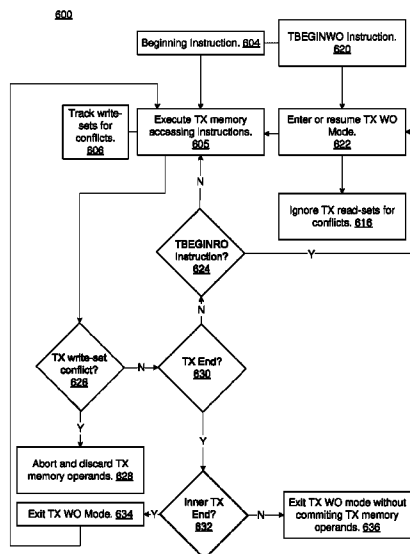 600
Beginning Instruction. 604
TBEGINWO Instruction.
620
Track write-
sets for
conflicts.
606
Execute TX memory
accessing instructions.
605
Enter or resume TX WO
Mode.
622
N
Ignore TX read-sets for
conflicts. 616
TBEGINRO
Instruction?
624
Y
N
TX write-set
conflict?
626
N
TX End?
630
Y
Y
Abort and discard TX
memory operands. 628
Exit TX WO Mode. 634
Y
Inner TX
End?
632
N
Exit TX WO mode without
commiting TX memory
operands. 636